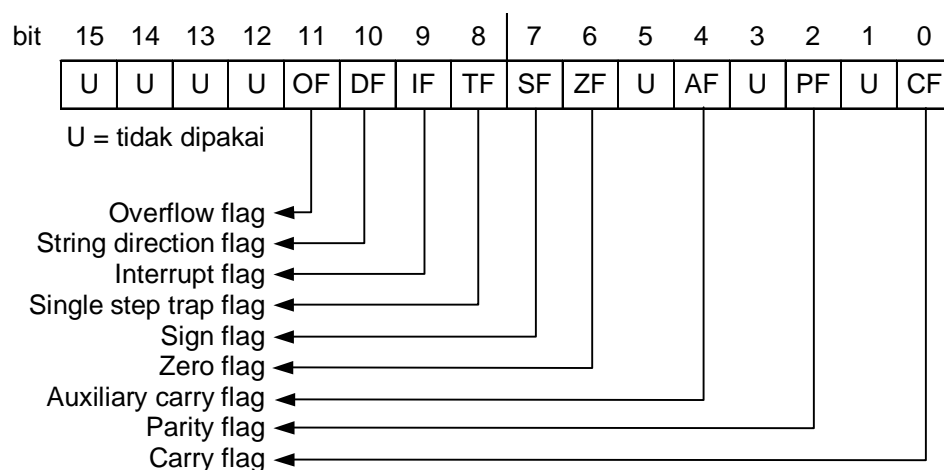 bit 15 14 13 12 11 10 9 8 7 6 5 4 3 2 1 0
U U U U OF DF IF TF SF ZF U AF U PF U CF
U = tidak dipakai
Overflow flag
String direction flag
Interrupt flag
Single step trap flag
Sign flag
Zero flag
Auxiliary carry flag
Parity flag
Carry flag